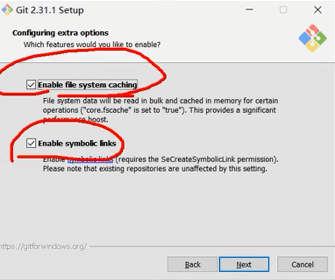 Git 2.31.1 Setup
Configuring extra options
Which features would you like to enable?
Enable file system caching
File system data will be read in bulk and cached in memory for certain
operations ("core.fscache" is set to "true"). This provides a significant
performance boost.
Enable symbolic links
Enable symbolic links (requires the SeCreateSymbolicLink permission).
Please note that existing repositories are unaffected by this setting.
https://gitforwindows.org/
Back
Next
Cancel